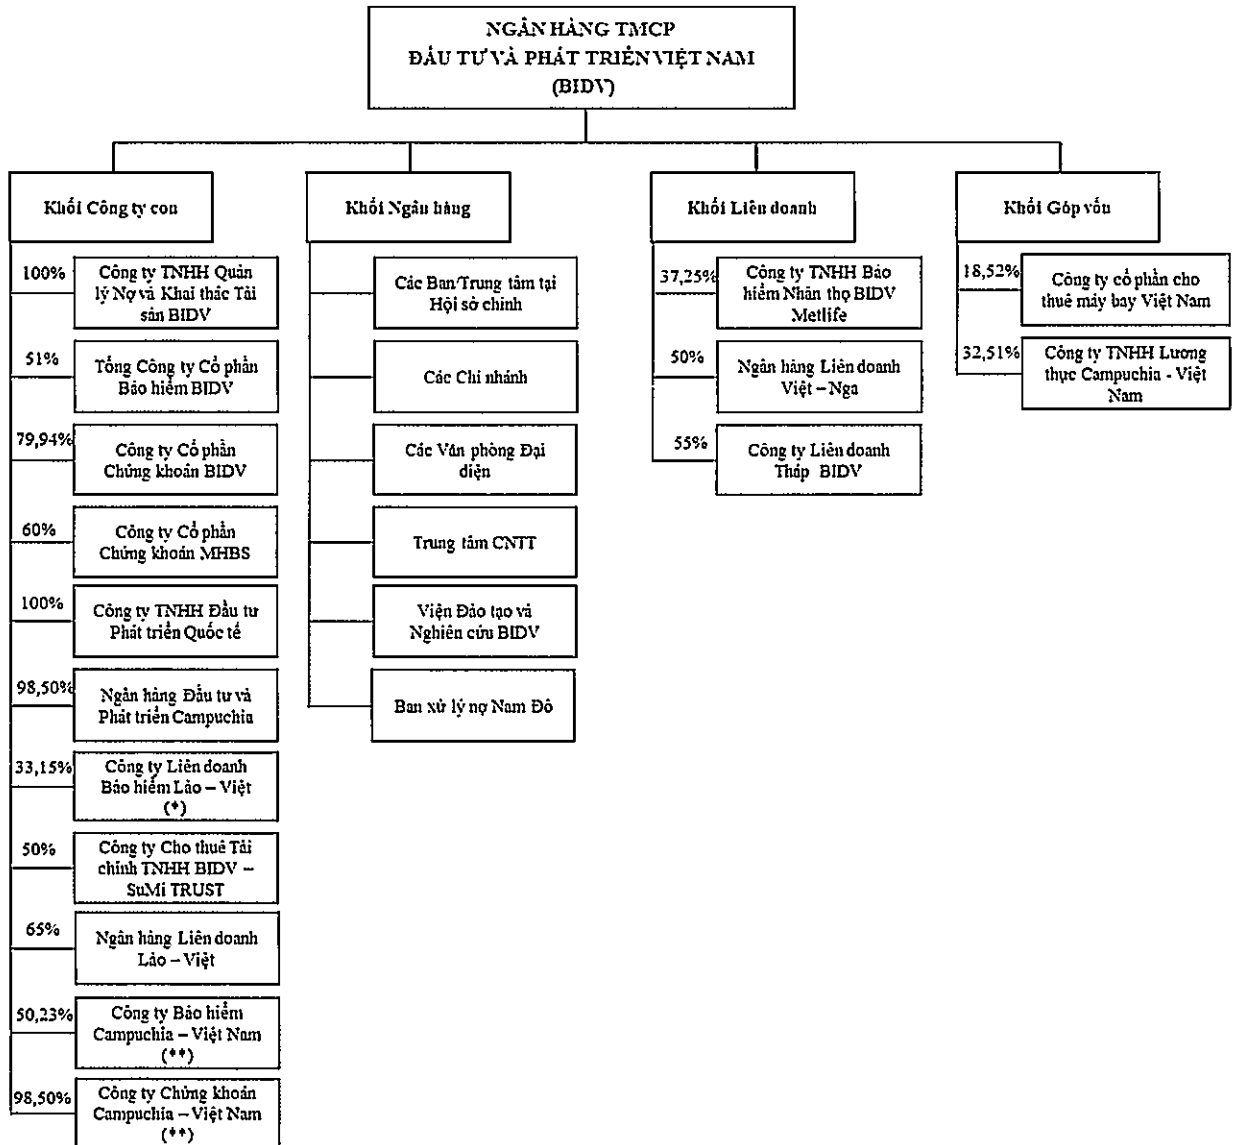 NGÂN HÀNG TMCP
ĐẦU TƯ VÀ PHÁT TRIỂN VIỆT NAM
(BIDV)
Khối Công ty con
100%
Công ty TNHH Quản
lý Nợ và Khai thác Tài
sản BIDV
51%
Tổng Công ty Cổ phần
Bảo hiểm BIDV
79,94%
Công ty Cổ phần
Chứng khoán BIDV
60%
Công ty Cổ phần
Chứng khoán MHBS
100%
Công ty TNHH Đầu tư
Phát triển Quốc tế
98,50%
Ngân hàng Đầu tư và
Phát triển Campuchia
33,15%
Công ty Liên doanh
Bảo hiểm Lào – Việt
(*)
50%
Công ty Cho thuê Tài
chính TNHH BIDV –
SuMi TRUST
65%
Ngân hàng Liên doanh
Lào – Việt
50,23%
Công ty Bảo hiểm
Campuchia – Việt Nam
(**)
98,50%
Công ty Chứng khoán
Campuchia – Việt Nam
(**)
Khối Ngân hàng
Các Ban/Trung tâm tại
Hội sở chính
Các Chi nhánh
Các Văn phòng Đại
diện
Trung tâm CNTT
Viện Đào tạo và
Nghiên cứu BIDV
Ban xử lý nợ Nam Đô
Khối Liên doanh
37,25%
Công ty TNHH Bảo
hiểm Nhân thọ BIDV
Metlife
50%
Ngân hàng Liên doanh
Việt – Nga
55%
Công ty Liên doanh
Tháp BIDV
Khối Góp vốn
18,52%
Công ty cổ phần cho
thuê máy bay Việt Nam
32,51%
Công ty TNHH Lương
thực Campuchia - Việt
Nam